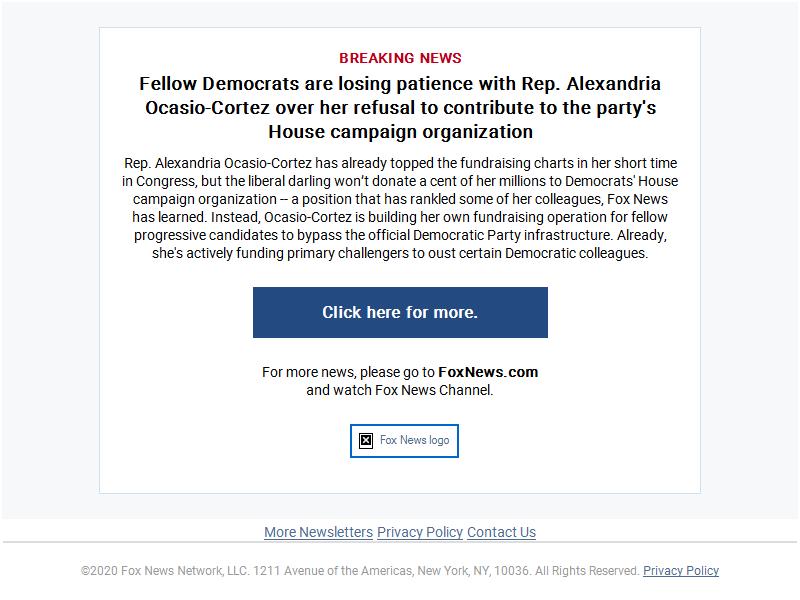 BREAKING NEWS
Fellow Democrats are losing patience with Rep. Alexandria
Ocasio-Cortez over her refusal to contribute to the party's
House campaign organization
Rep. Alexandria Ocasio-Cortez has already topped the fundraising charts in her short time
in Congress, but the liberal darling won't donate a cent of her millions to Democrats' House
campaign organization -- a position that has rankled some of her colleagues, Fox News
has learned. Instead, Ocasio-Cortez is building her own fundraising operation for fellow
progressive candidates to bypass the official Democratic Party infrastructure. Already,
she's actively funding primary challengers to oust certain Democratic colleagues.
Click here for more.
For more news, please go to FoxNews.com
and watch Fox News Channel.
Fox News logo
More Newsletters Privacy Policy Contact Us
©2020 Fox News Network, LLC. 1211 Avenue of the Americas, New York, NY, 10036. All Rights Reserved. Privacy Policy